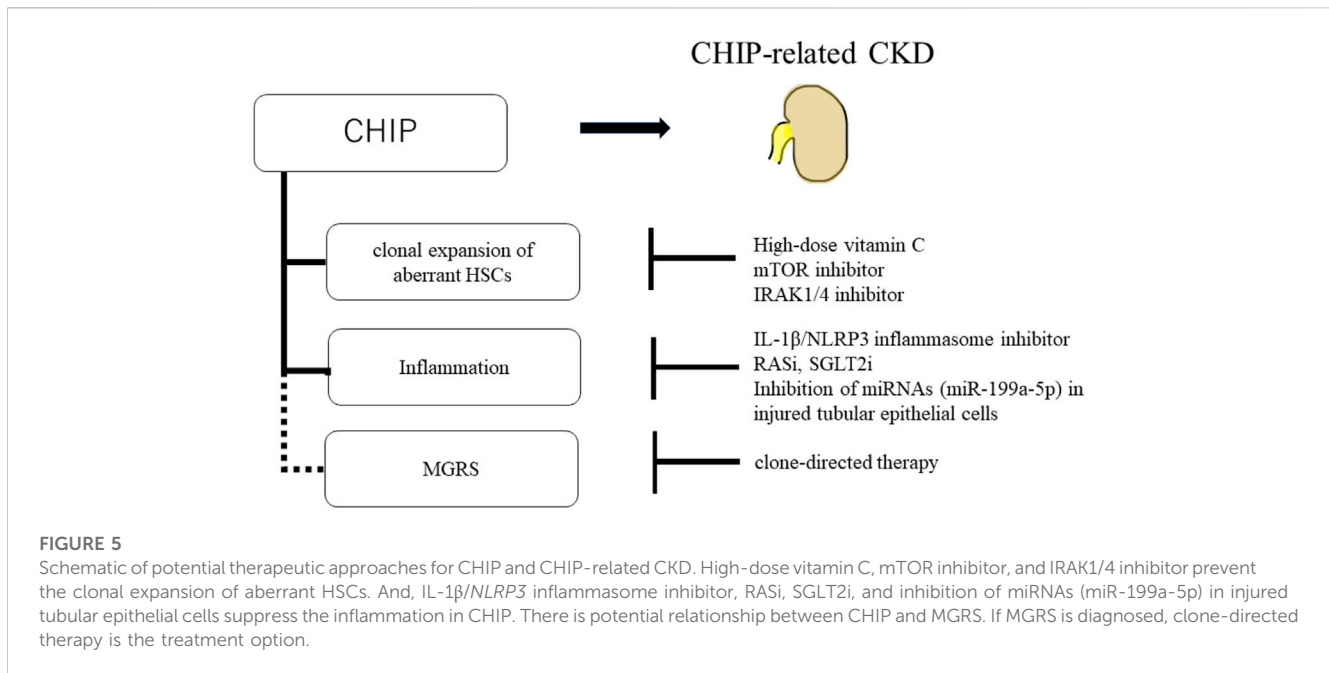 CHIP-related CKD
CHIP
clonal expansion of
aberrant HSCs
High-dose vitamin C
mTOR inhibitor
IRAK1/4 inhibitor
Inflammation
IL-1β/NLRP3 inflammasome inhibitor
RASi, SGLT2i
Inhibition of miRNAs (miR-199a-5p) in
injured tubular epithelial cells
MGRS
clone-directed therapy
FIGURE 5
Schematic of potential therapeutic approaches for CHIP and CHIP-related CKD. High-dose vitamin C, mTOR inhibitor, and IRAK1/4 inhibitor prevent
the clonal expansion of aberrant HSCs. And, IL-1β/NLRP3 inflammasome inhibitor, RASi, SGLT2i, and inhibition of miRNAs (miR-199a-5p) in injured
tubular epithelial cells suppress the inflammation in CHIP. There is potential relationship between CHIP and MGRS. If MGRS is diagnosed, clone-directed
therapy is the treatment option.